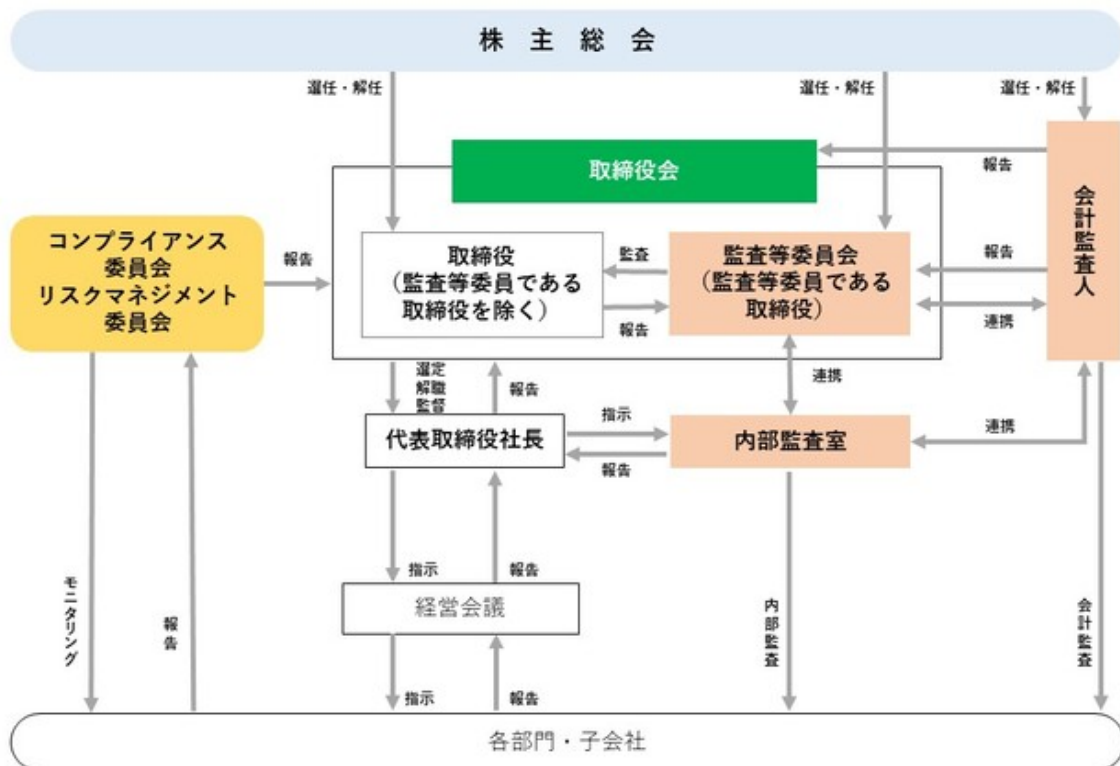 株 主 総 会
選任・解任
選任・解任
選任・解任
取締役会
報告
会計監査人
コンプライアンス
委員会
リスクマネジメント
委員会
報告
取締役
（監査等委員である
取締役を除く）
監査
報告
監査等委員会
（監査等委員である
取締役）
報告
連携
選定
解職
監督
報告
連携
代表取締役社長
指示
報告
内部監査室
連携
指示
報告
経営会議
モニタリング
報告
内部監査
会計監査
指示
報告
各部門・子会社